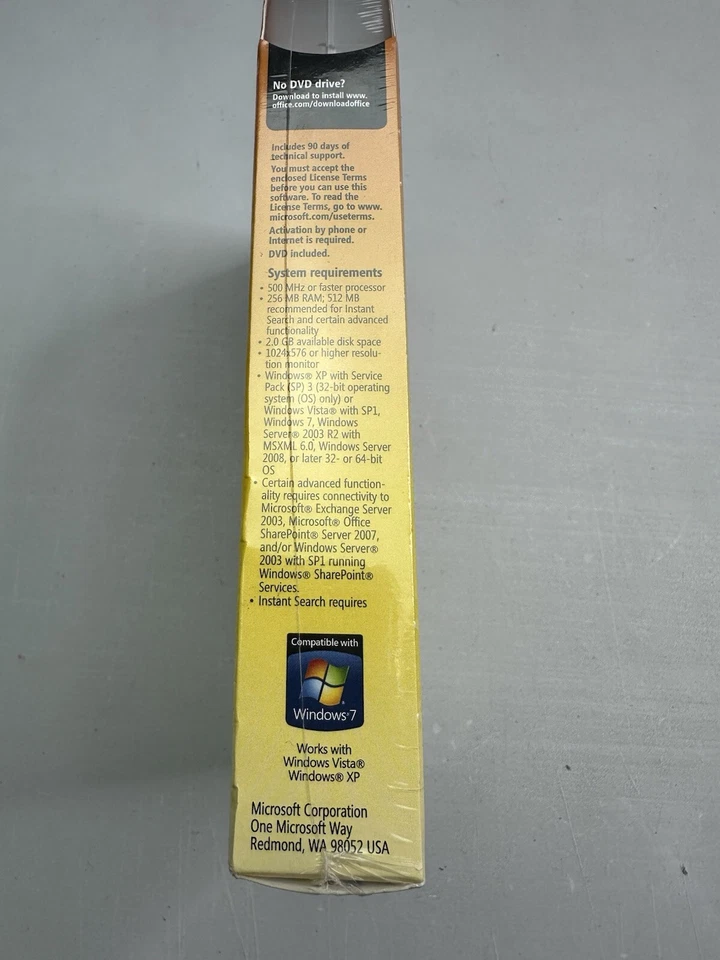 No DVD drive?
Download to install www.
office.com/downloadoffice
Includes 90 days of
technical support.
You must accept the
enclosed License Terms
before you can use this
software. To read the
License Terms, go to www.
microsoft.com/useterms.
Activation by phone or
Internet is required.
DVD included.
System requirements
• 500 MHz or faster processor
• 256 MB RAM; 512 MB
recommended for Instant
Search and certain advanced
functionality
• 2.0 GB available disk space
• 1024x576 or higher resolu-
tion monitor
• Windows® XP with Service
Pack (SP) 3 (32-bit operating
system (OS) only) or
Windows Vista® with SP1,
Windows 7, Windows
Server® 2003 R2 with
MSXML 6.0, Windows Server
2008, or later 32- or 64-bit
OS
• Certain advanced function-
ality requires connectivity to
Microsoft® Exchange Server
2003, Microsoft® Office
SharePoint® Server 2007,
and/or Windows Server®
2003 with SP1 running
Windows® SharePoint®
Services.
• Instant Search requires
Compatible with
Windows®7
Works with
Windows Vista®
Windows® XP
Microsoft Corporation
One Microsoft Way
Redmond, WA 98052 USA